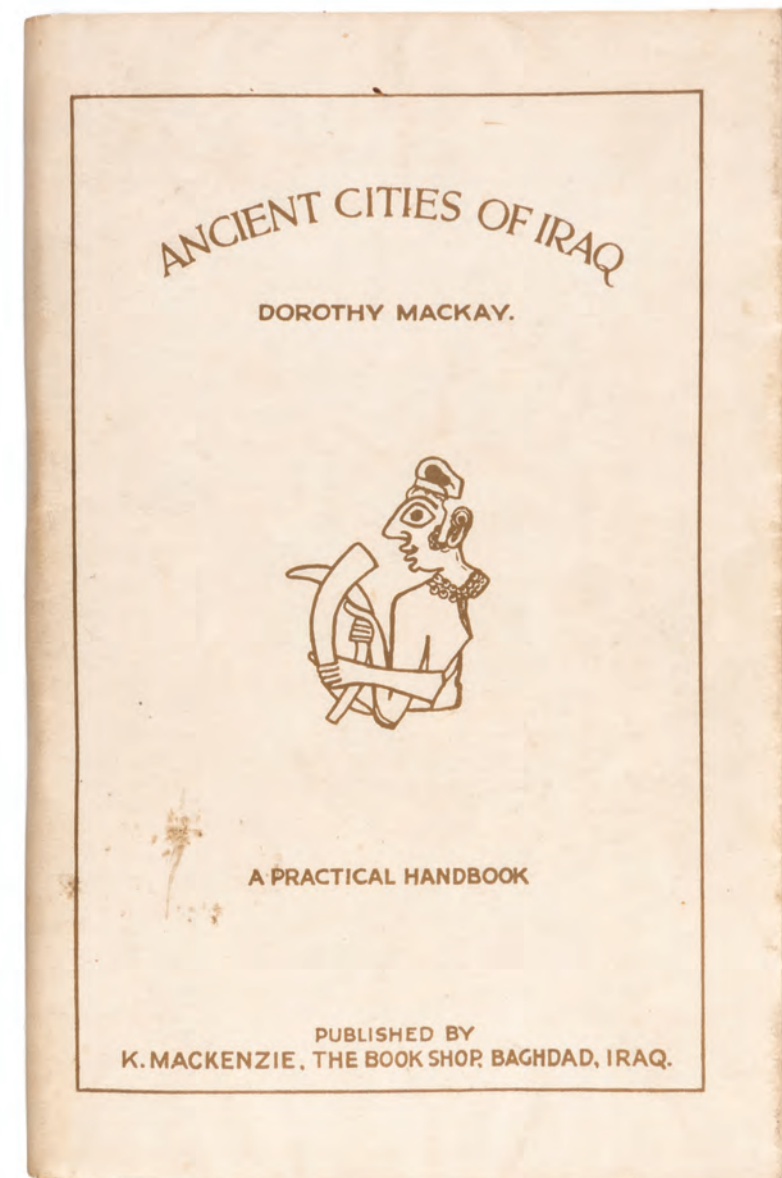 ANCIENT CITIES OF IRAQ
DOROTHY MACKAY.
A PRACTICAL HANDBOOK
PUBLISHED BY
K. MACKENZIE, THE BOOK SHOP, BAGHDAD, IRAQ.